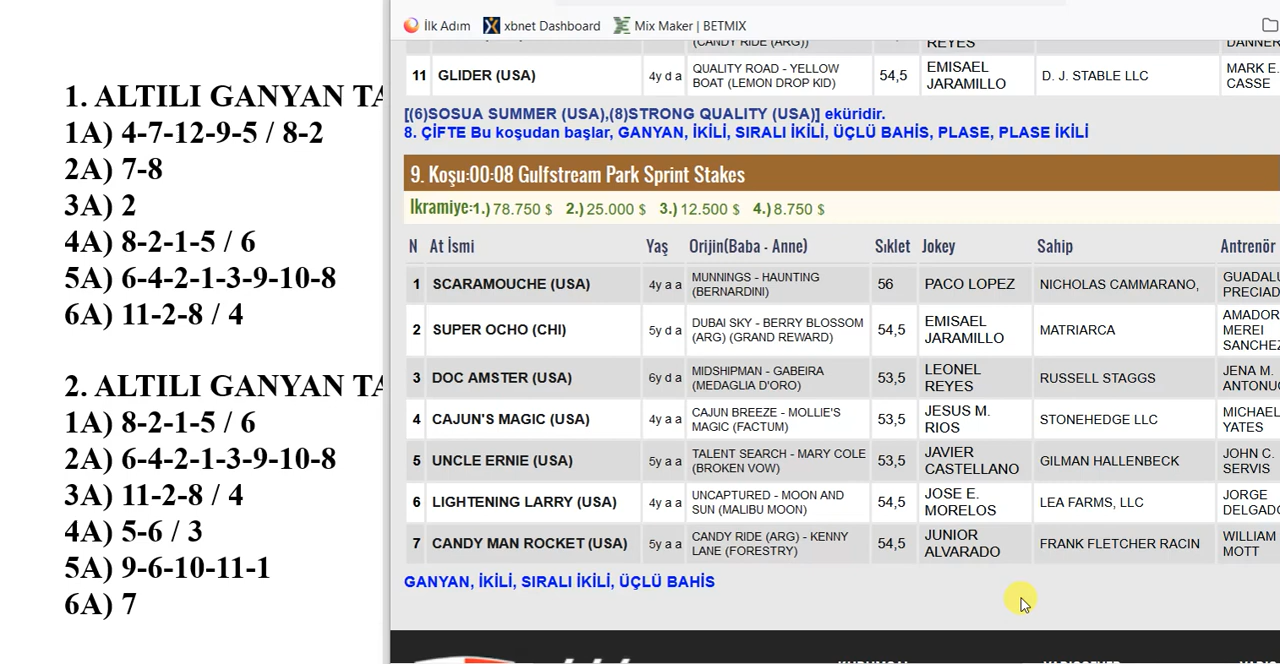 1. ALTILI GANYAN TA
1A) 4-7-12-9-5 / 8-2
2A) 7-8
3A) 2
4A) 8-2-1-5 / 6
5A) 6-4-2-1-3-9-10-8
6A) 11-2-8 / 4
2. ALTILI GANYAN TA
1A) 8-2-1-5 / 6
2A) 6-4-2-1-3-9-10-8
3A) 11-2-8 / 4
4A) 5-6 / 3
5A) 9-6-10-11-1
6A) 7
İlk Adım xbnet Dashboard Mix Maker | BETMIX
(CANDY RIDE (ARG)) REYES DANNER
11 GLIDER (USA) 4y d a QUALITY ROAD - YELLOW BOAT (LEMON DROP KID) 54,5 EMISAEL JARAMILLO D. J. STABLE LLC MARK E. CASSE
[(6)SOSUA SUMMER (USA),(8)STRONG QUALITY (USA)] eküridir.
8. ÇİFTE Bu koşudan başlar, GANYAN, İKİLİ, SIRALI İKİLİ, ÜÇLÜ BAHİS, PLASE, PLASE İKİLİ
9. Koşu:00:08 Gulfstream Park Sprint Stakes
İkramiye:1.) 78.750 $ 2.) 25.000 $ 3.) 12.500 $ 4.) 8.750 $
N At İsmi Yaş Orijin(Baba - Anne) Sıklet Jokey Sahip Antrenör
1 SCARAMOUCHE (USA) 4y a a MUNNINGS - HAUNTING (BERNARDINI) 56 PACO LOPEZ NICHOLAS CAMMARANO, GUADALU PRECIAD
2 SUPER OCHO (CHI) 5y d a DUBAI SKY - BERRY BLOSSOM (ARG) (GRAND REWARD) 54,5 EMISAEL JARAMILLO MATRIARCA AMADOR MEREI SANCHEZ
3 DOC AMSTER (USA) 6y d a MIDSHIPMAN - GABEIRA (MEDAGLIA D'ORO) 53,5 LEONEL REYES RUSSELL STAGGS JENA M. ANTONUC
4 CAJUN'S MAGIC (USA) 4y a a CAJUN BREEZE - MOLLIE'S MAGIC (FACTUM) 53,5 JESUS M. RIOS STONEHEDGE LLC MICHAEL YATES
5 UNCLE ERNIE (USA) 5y a a TALENT SEARCH - MARY COLE (BROKEN VOW) 53,5 JAVIER CASTELLANO GILMAN HALLENBECK JOHN C. SERVIS
6 LIGHTENING LARRY (USA) 4y a a UNCAPTURED - MOON AND SUN (MALIBU MOON) 54,5 JOSE E. MORELOS LEA FARMS, LLC JORGE DELGADO
7 CANDY MAN ROCKET (USA) 5y a a CANDY RIDE (ARG) - KENNY LANE (FORESTRY) 54,5 JUNIOR ALVARADO FRANK FLETCHER RACIN WILLIAM MOTT
GANYAN, İKİLİ, SIRALI İKİLİ, ÜÇLÜ BAHİS